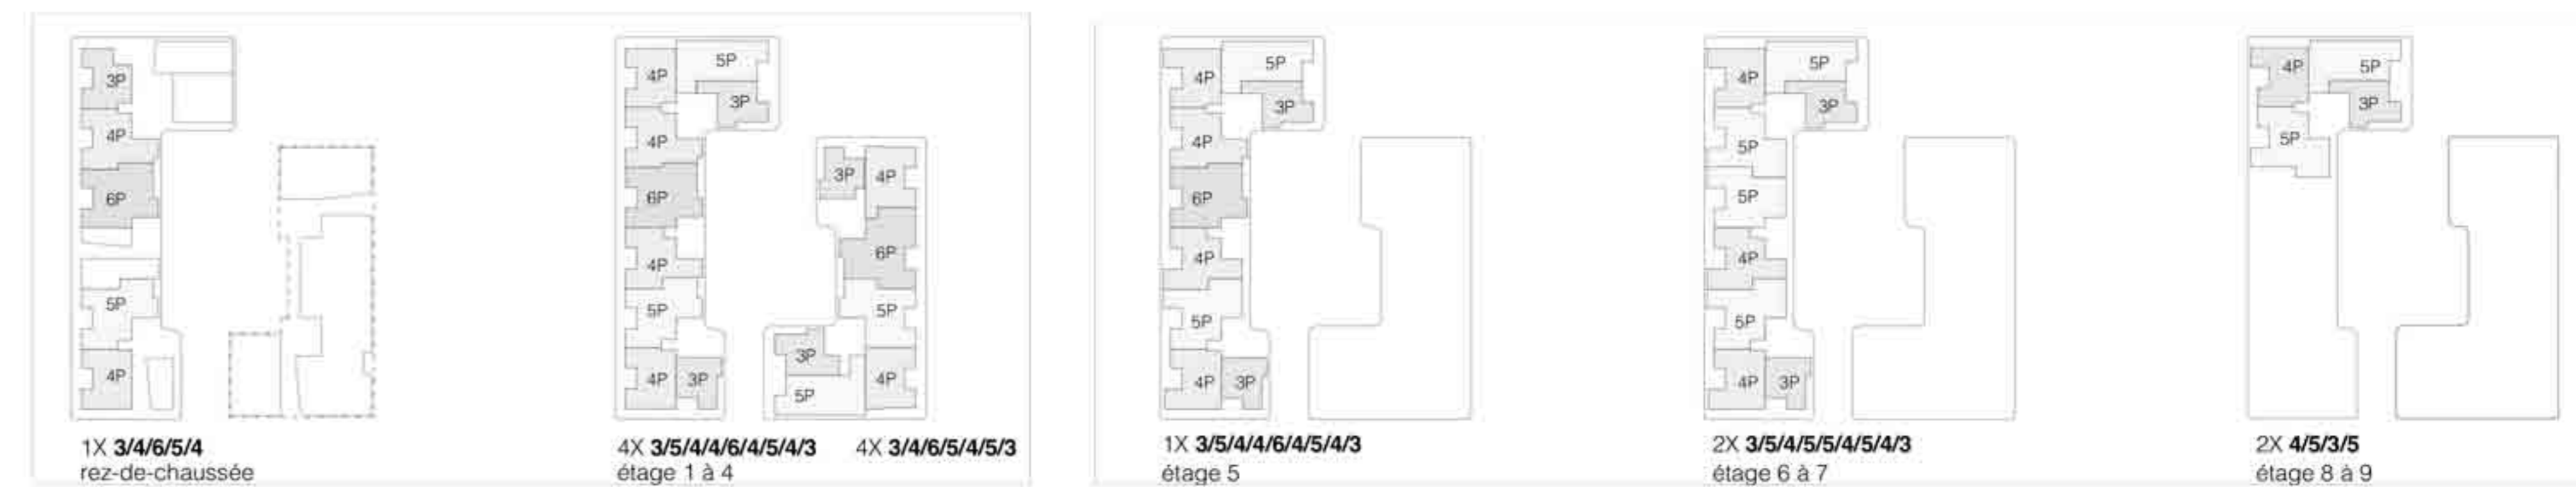 3P
4P
6P
5P
4P
1X 3/4/6/5/4
rez-de-chaussée
4P 5P
3P
4P
6P
4P
5P
4P 3P
3P 4P
6P
5P
3P
5P 4P
4X 3/5/4/4/6/4/5/4/3 4X 3/4/6/5/4/5/3
étage 1 à 4
4P 5P
3P
4P
6P
4P
5P
4P 3P
1X 3/5/4/4/6/4/5/4/3
étage 5
4P 5P
3P
5P
5P
4P
5P
4P 3P
2X 3/5/4/5/5/4/5/4/3
étage 6 à 7
4P 5P
3P
5P
2X 4/5/3/5
étage 8 à 9